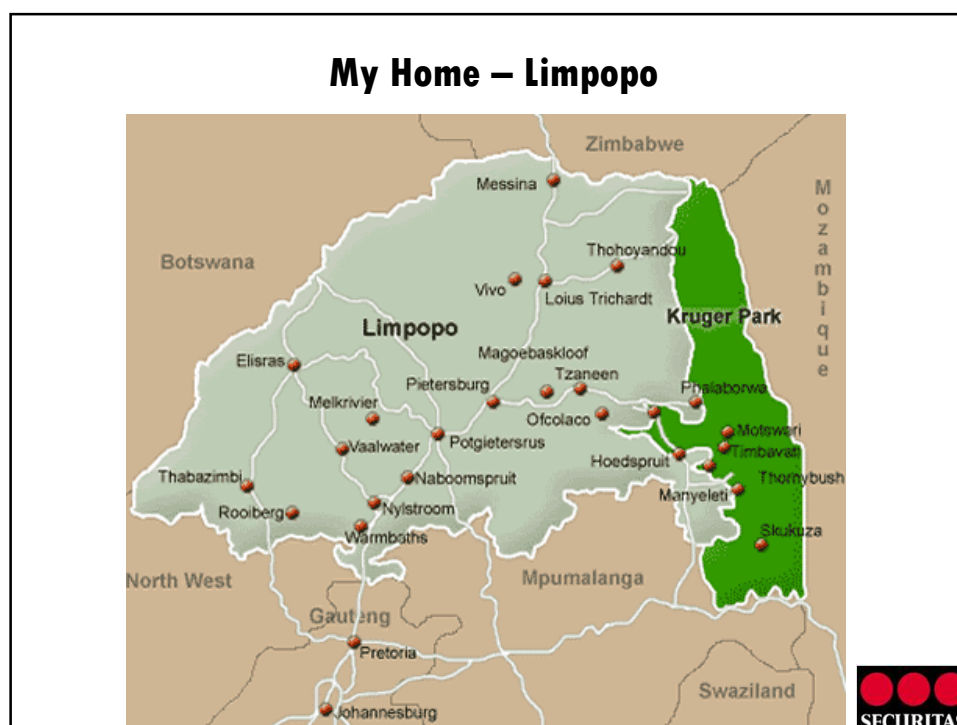 My Home – Limpopo
Zimbabwe
Messina
Mozambique
Thohoyandou
Botswana
Vivo
Loius Trichardt
Kruger Park
Limpopo
Magoebaskloof
Elisras
Tzaneen
Pietersburg
Phalaborwa
Melkrivier
Ofcolaco
Motswari
Potgietersrus
Vaalwater
Timbavati
Hoedspruit
Thabazimbi
Naboomspruit
Thornybush
Manyeleti
Rooiberg
Nylstroom
Skukuza
Warmbaths
North West
Mpumalanga
Gauteng
Pretoria
Swaziland
Johannesburg
SECURITAS